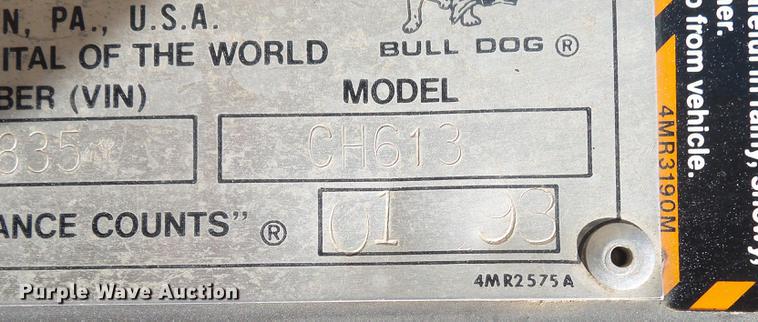 N, PA., U.S.A.
ITAL OF THE WORLD
BULL DOG ®
BER (VIN)
MODEL
835
CH613
ANCE COUNTS" ®
01 93
4MR2575A
4MR3190M
her.
from vehicle.
Purple Wave Auction